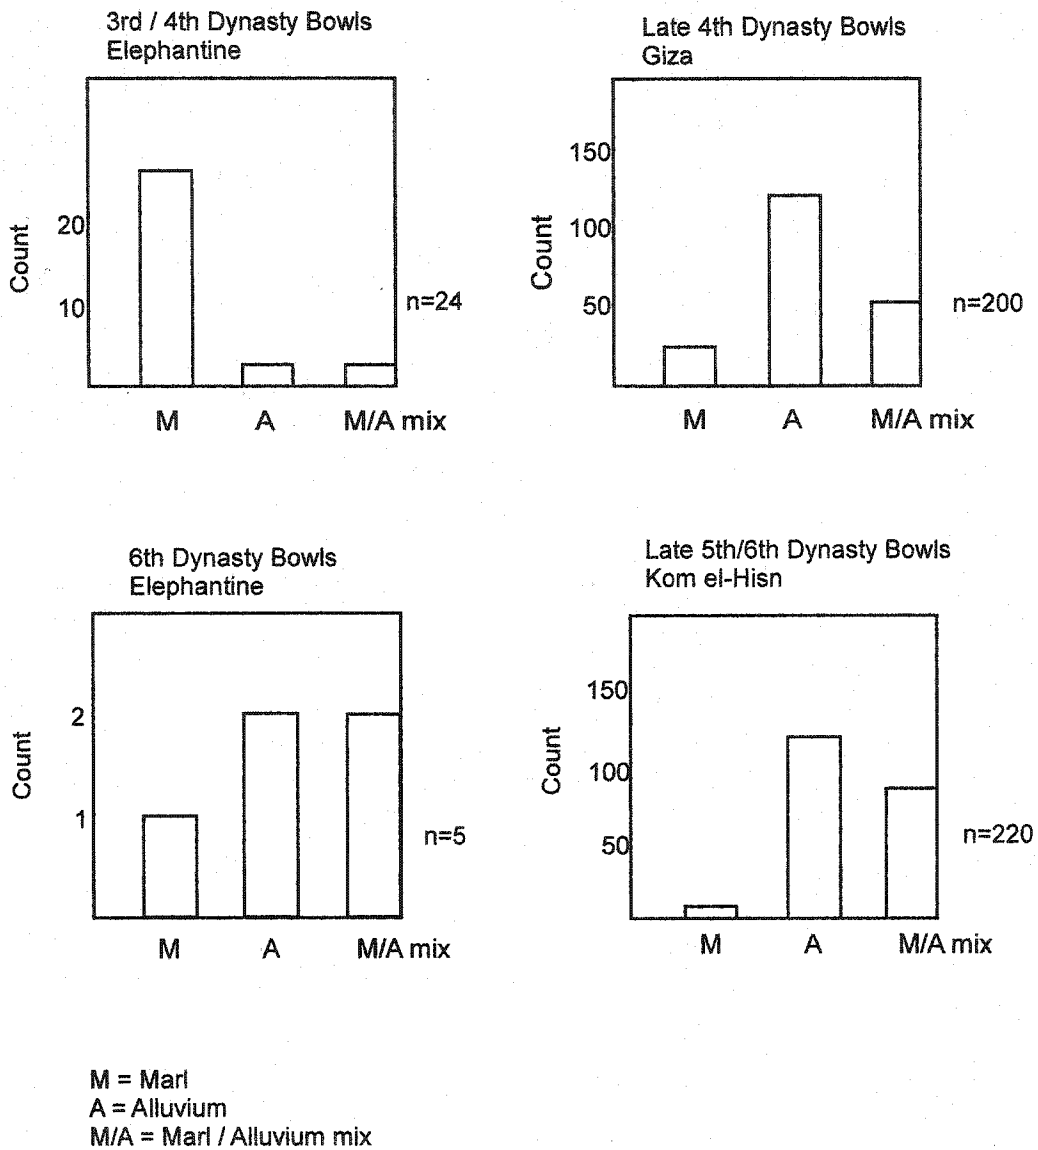 3rd / 4th Dynasty Bowls
Elephantine
Count
20
10
n=24
M A M/A mix
Late 4th Dynasty Bowls
Giza
Count
150
100
50
n=200
M A M/A mix
6th Dynasty Bowls
Elephantine
Count
2
1
n=5
M A M/A mix
Late 5th/6th Dynasty Bowls
Kom el-Hisn
Count
150
100
50
n=220
M A M/A mix
M = Marl
A = Alluvium
M/A = Marl / Alluvium mix